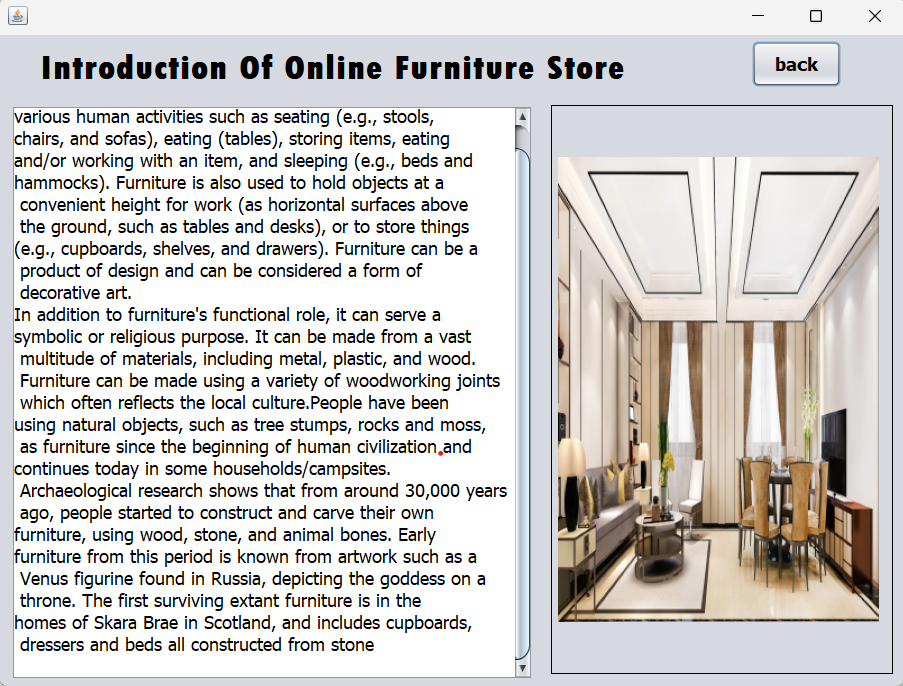 Introduction Of Online Furniture Store
back
various human activities such as seating (e.g., stools,
chairs, and sofas), eating (tables), storing items, eating
and/or working with an item, and sleeping (e.g., beds and
hammocks). Furniture is also used to hold objects at a
convenient height for work (as horizontal surfaces above
the ground, such as tables and desks), or to store things
(e.g., cupboards, shelves, and drawers). Furniture can be a
product of design and can be considered a form of
decorative art.
In addition to furniture's functional role, it can serve a
symbolic or religious purpose. It can be made from a vast
multitude of materials, including metal, plastic, and wood.
Furniture can be made using a variety of woodworking joints
which often reflects the local culture.People have been
using natural objects, such as tree stumps, rocks and moss,
as furniture since the beginning of human civilization and
continues today in some households/campsites.
Archaeological research shows that from around 30,000 years
ago, people started to construct and carve their own
furniture, using wood, stone, and animal bones. Early
furniture from this period is known from artwork such as a
Venus figurine found in Russia, depicting the goddess on a
throne. The first surviving extant furniture is in the
homes of Skara Brae in Scotland, and includes cupboards,
dressers and beds all constructed from stone